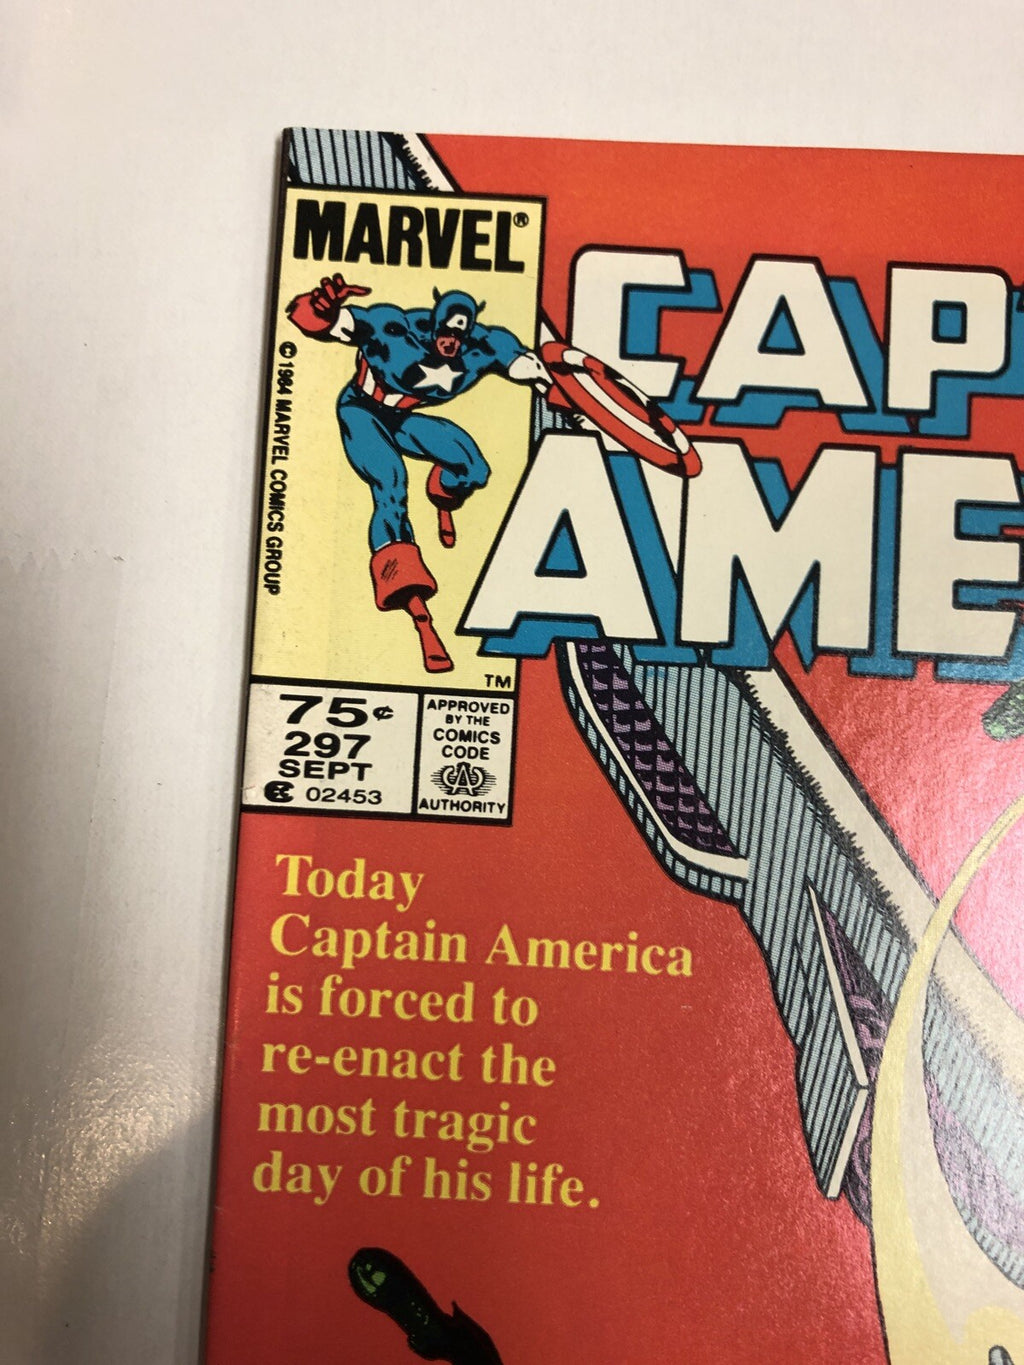 MARVEL®
© 1984 MARVEL COMICS GROUP
TM
CAP
AME
75¢
297
SEPT
CC 02453
APPROVED
BY THE
COMICS
CODE
AUTHORITY
Today
Captain America
is forced to
re-enact the
most tragic
day of his life.